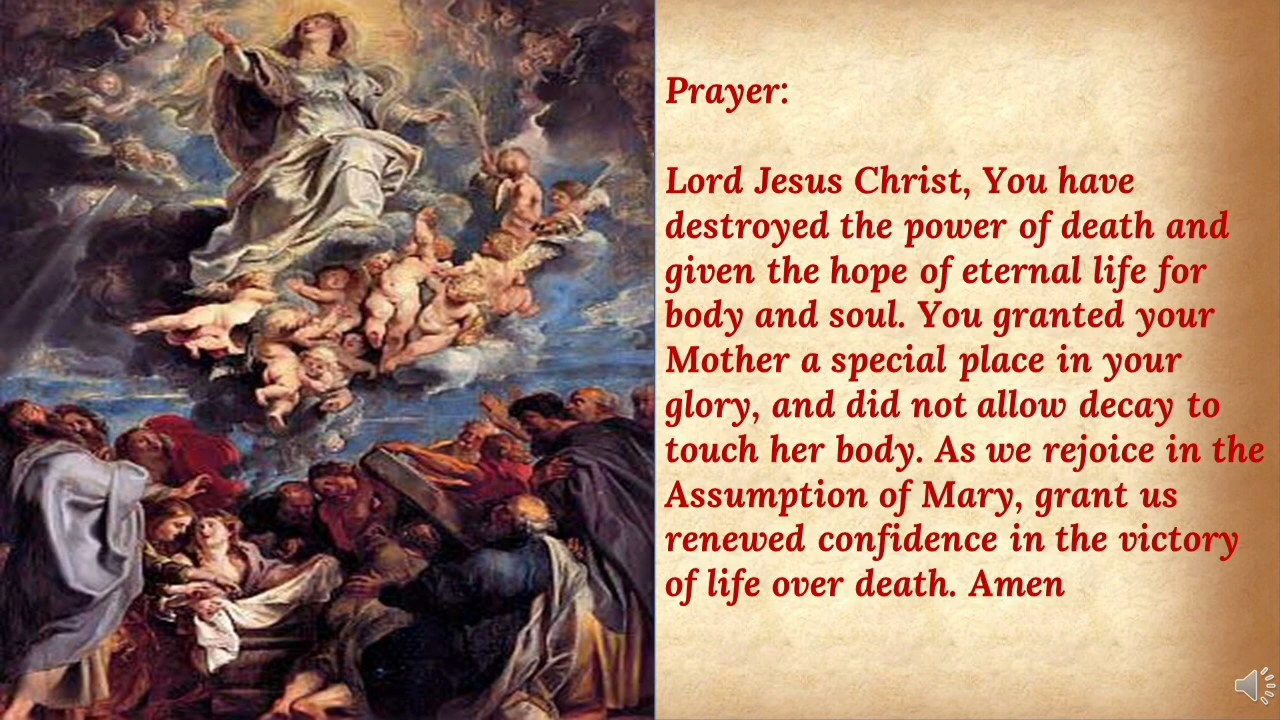 Prayer:
Lord Jesus Christ, You have
destroyed the power of death and
given the hope of eternal life for
body and soul. You granted your
Mother a special place in your
glory, and did not allow decay to
touch her body. As we rejoice in the
Assumption of Mary, grant us
renewed confidence in the victory
of life over death. Amen